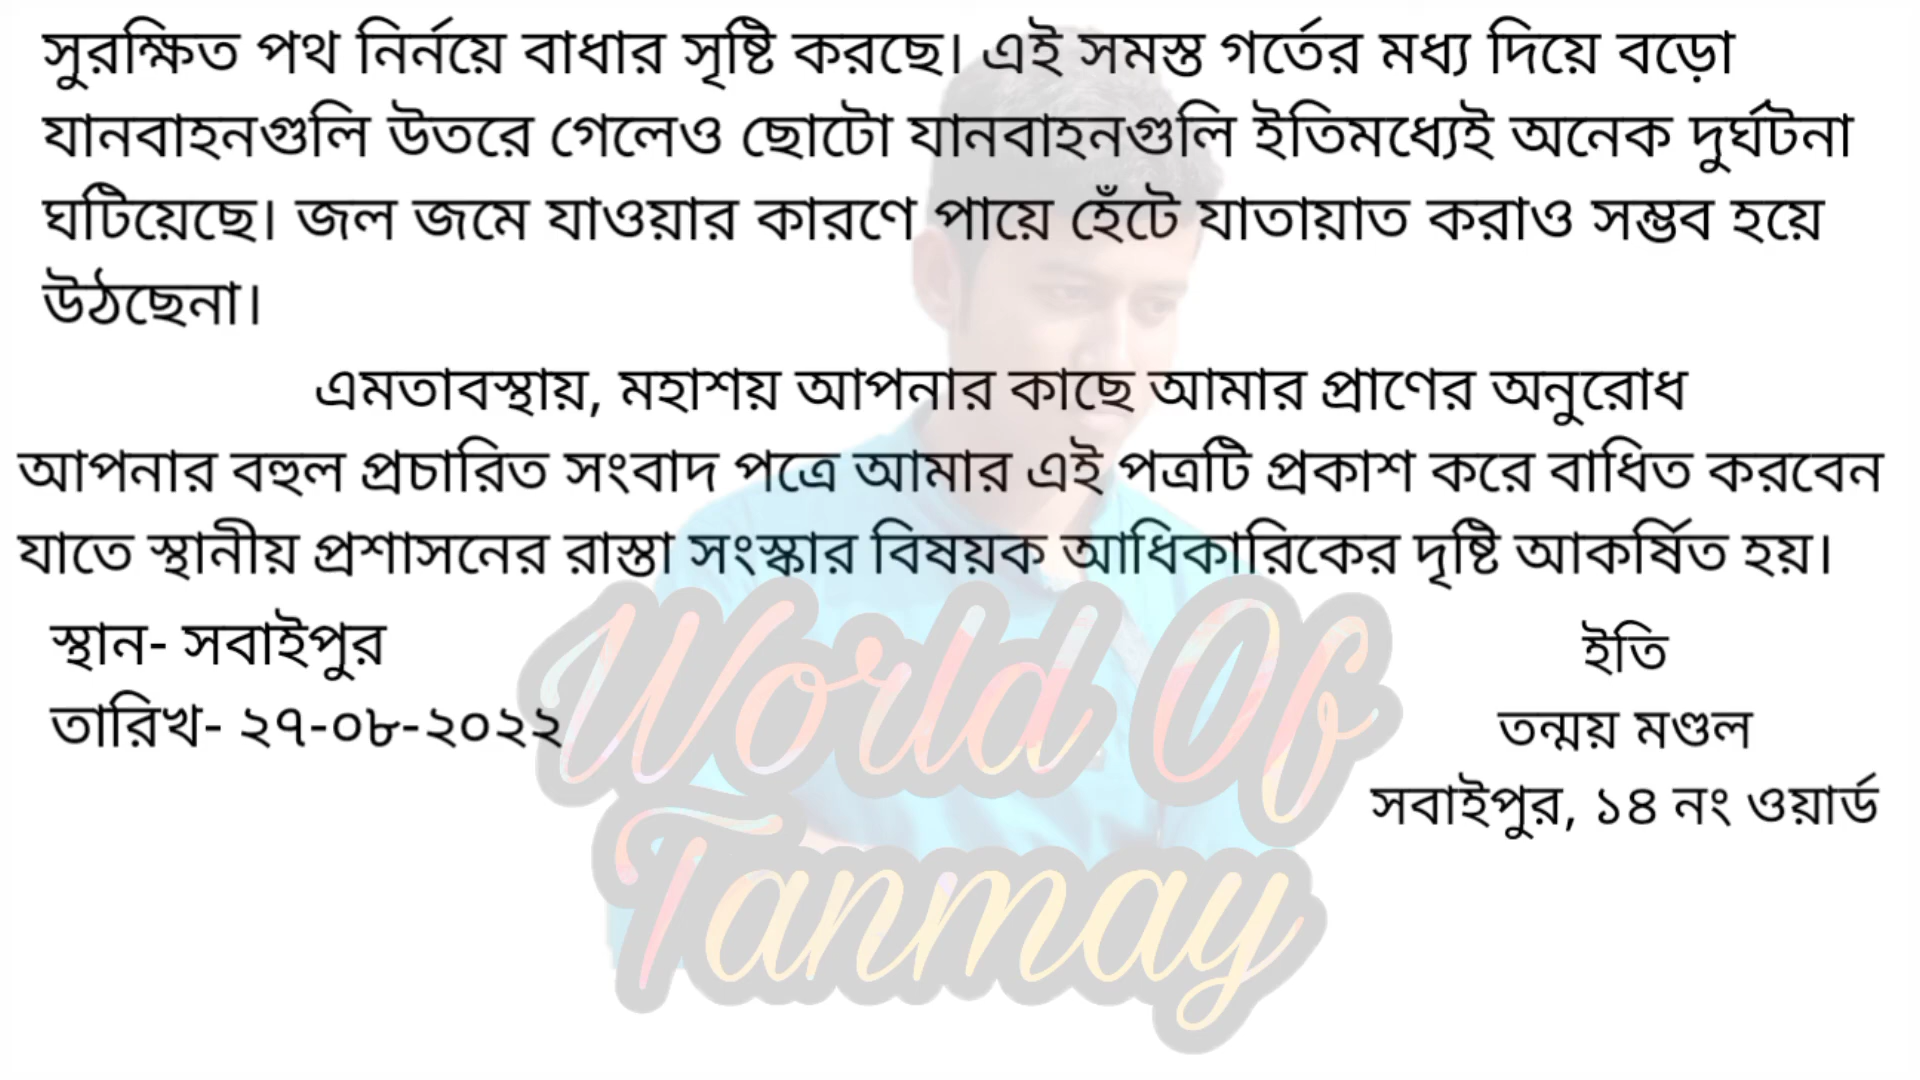 সুরক্ষিত পথ নির্নয়ে বাধার সৃষ্টি করছে। এই সমস্ত গর্তের মধ্য দিয়ে বড়ো
যানবাহনগুলি উতরে গেলেও ছোটো যানবাহনগুলি ইতিমধ্যেই অনেক দুর্ঘটনা
ঘটিয়েছে। জল জমে যাওয়ার কারণে পায়ে হেঁটে যাতায়াত করাও সম্ভব হয়ে
উঠছেনা।
এমতাবস্থায়, মহাশয় আপনার কাছে আমার প্রাণের অনুরোধ
আপনার বহুল প্রচারিত সংবাদ পত্রে আমার এই পত্রটি প্রকাশ করে বাধিত করবেন
যাতে স্থানীয় প্রশাসনের রাস্তা সংস্কার বিষয়ক আধিকারিকের দৃষ্টি আকর্ষিত হয়।
স্থান- সবাইপুর
তারিখ- ২৭-০৮-২০২২
ইতি
তন্ময় মণ্ডল
সবাইপুর, ১৪ নং ওয়ার্ড
World Of
Tanmay